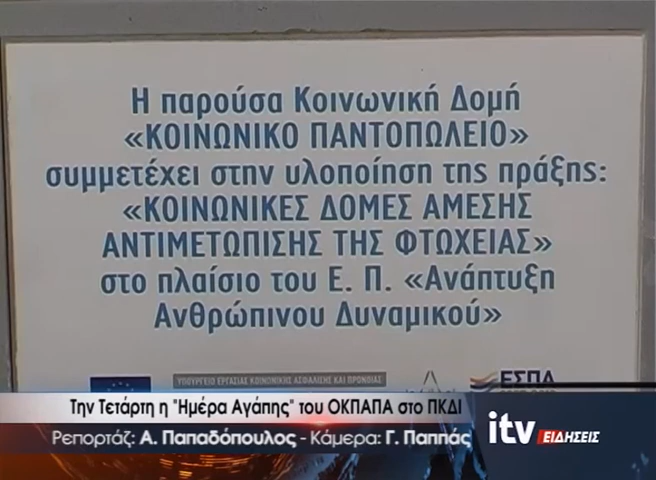 Η παρούσα Κοινωνική Δομή
«ΚΟΙΝΩΝΙΚΟ ΠΑΝΤΟΠΩΛΕΙΟ»
συμμετέχει στην υλοποίηση της πράξης:
«ΚΟΙΝΩΝΙΚΕΣ ΔΟΜΕΣ ΑΜΕΣΗΣ
ΑΝΤΙΜΕΤΩΠΙΣΗΣ ΤΗΣ ΦΤΩΧΕΙΑΣ»
στο πλαίσιο του Ε. Π. «Ανάπτυξη
Ανθρώπινου Δυναμικού»
ΥΠΟΥΡΓΕΙΟ ΕΡΓΑΣΙΑΣ ΚΟΙΝΩΝΙΚΗΣ ΑΣΦΑΛΙΣΗΣ ΚΑΙ ΠΡΟΝΟΙΑΣ
ΕΣΠΑ
Την Τετάρτη η "Ημέρα Αγάπης" του ΟΚΠΑΠΑ στο ΠΚΔΙ
Ρεπορτάζ: Α. Παπαδόπουλος - Κάμερα: Γ. Παππάς
itv ΕΙΔΗΣΕΙΣ